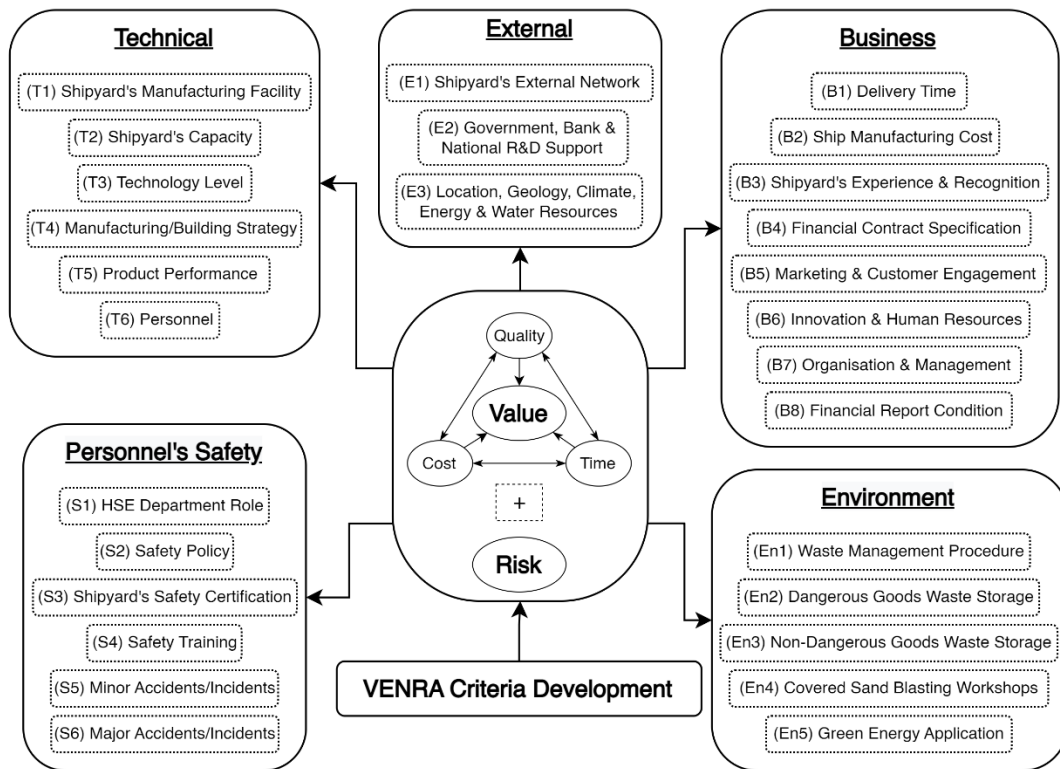 Technical
(T1) Shipyard's Manufacturing Facility
(T2) Shipyard's Capacity
(T3) Technology Level
(T4) Manufacturing/Building Strategy
(T5) Product Performance
(T6) Personnel
External
(E1) Shipyard's External Network
(E2) Government, Bank &
National R&D Support
(E3) Location, Geology, Climate,
Energy & Water Resources
Business
(B1) Delivery Time
(B2) Ship Manufacturing Cost
(B3) Shipyard's Experience & Recognition
(B4) Financial Contract Specification
(B5) Marketing & Customer Engagement
(B6) Innovation & Human Resources
(B7) Organisation & Management
(B8) Financial Report Condition
Quality
Value
Cost
Time
+
Risk
VENRA Criteria Development
Personnel's Safety
(S1) HSE Department Role
(S2) Safety Policy
(S3) Shipyard's Safety Certification
(S4) Safety Training
(S5) Minor Accidents/Incidents
(S6) Major Accidents/Incidents
Environment
(En1) Waste Management Procedure
(En2) Dangerous Goods Waste Storage
(En3) Non-Dangerous Goods Waste Storage
(En4) Covered Sand Blasting Workshops
(En5) Green Energy Application